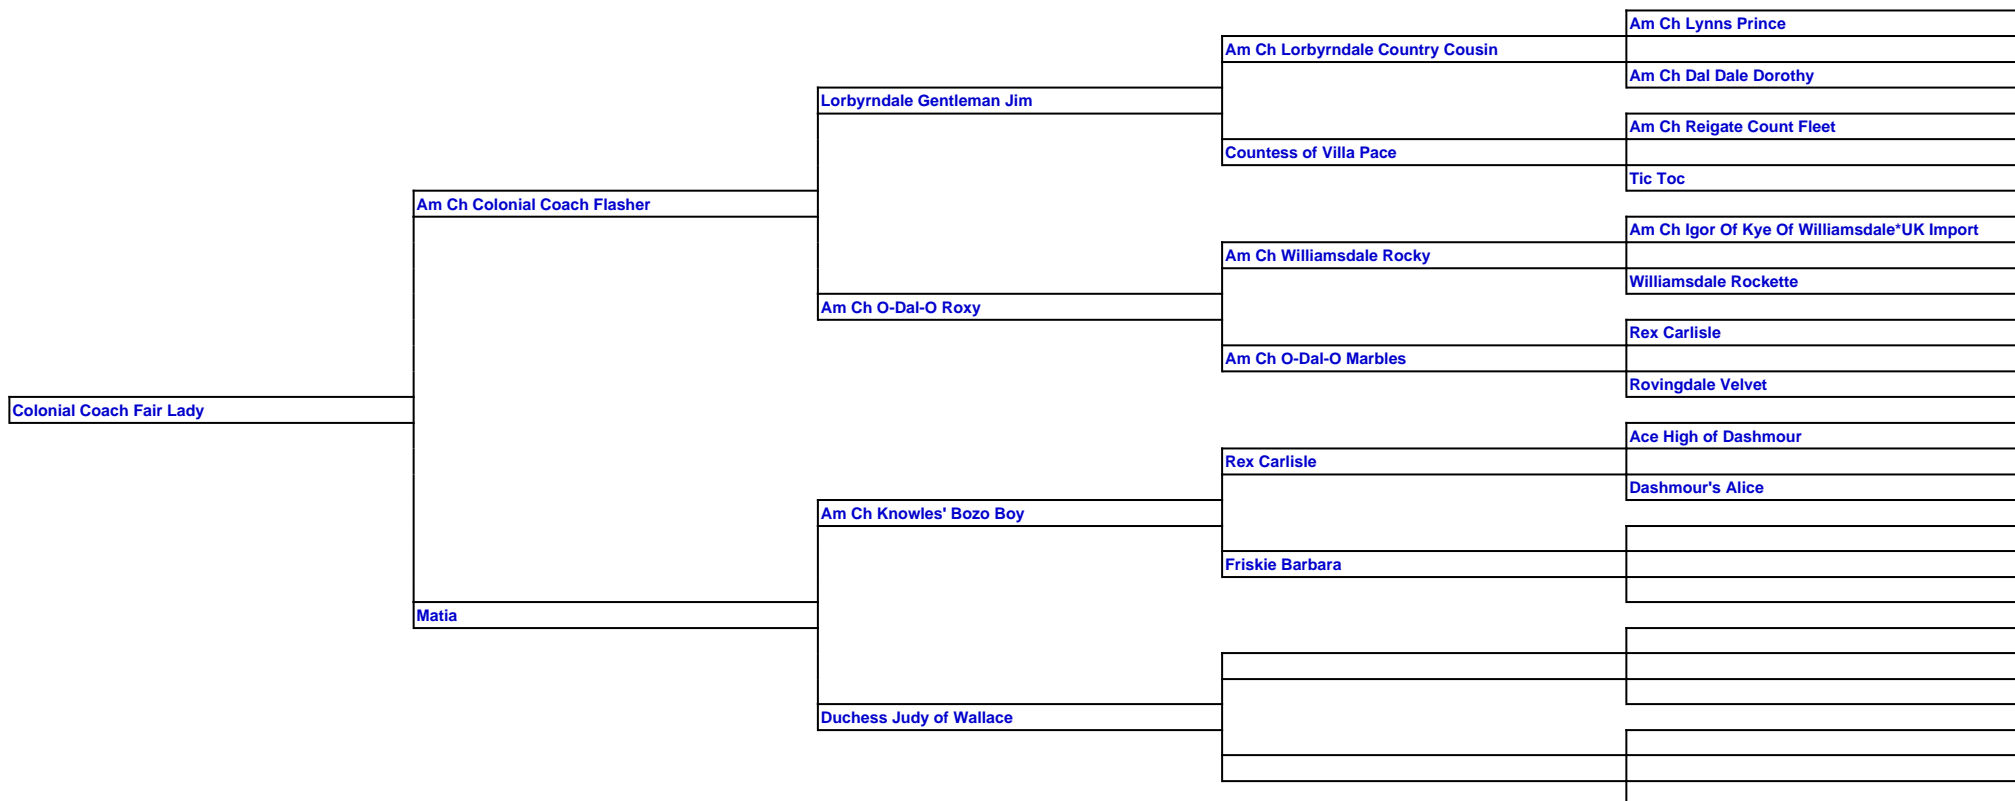 Am Ch Lynns Prince
Am Ch Lorbyrndale Country Cousin
Am Ch Dal Dale Dorothy
Lorbyrndale Gentleman Jim
Am Ch Reigate Count Fleet
Countess of Villa Pace
Tic Toc
Am Ch Colonial Coach Flasher
Am Ch Igor Of Kye Of Williamsdale*UK Import
Am Ch Williamsdale Rocky
Williamsdale Rockette
Am Ch O-Dal-O Roxy
Rex Carlisle
Am Ch O-Dal-O Marbles
Rovingdale Velvet
Colonial Coach Fair Lady
Ace High of Dashmour
Rex Carlisle
Dashmour's Alice
Am Ch Knowles' Bozo Boy
Friskie Barbara
Matia
Duchess Judy of Wallace